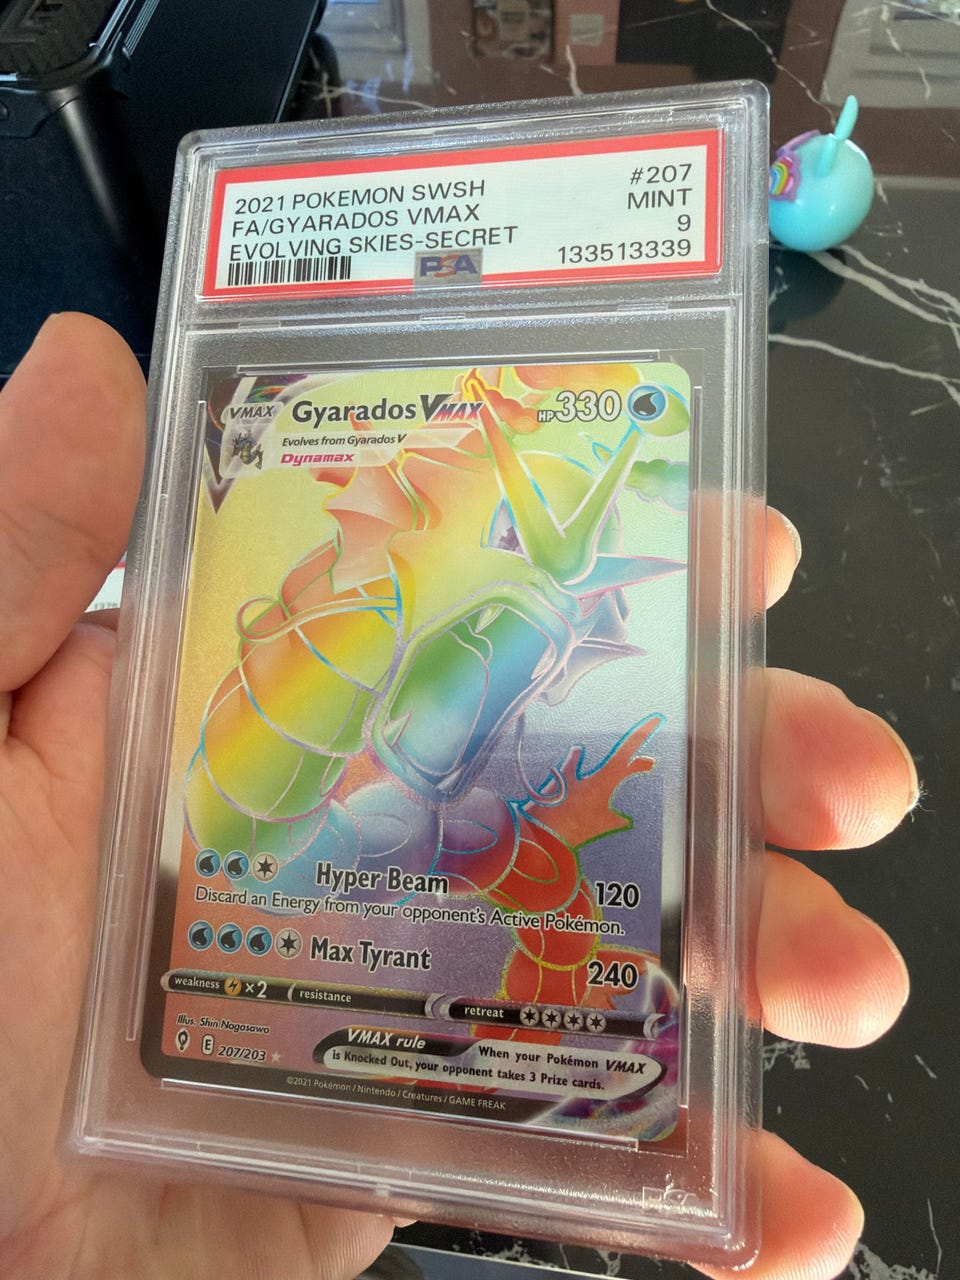 2021 POKEMON SWSH #207
FA/GYARADOS VMAX MINT
EVOLVING SKIES-SECRET 9
PSA 133513339
VMAX Gyarados VMAX HP 330
Evolves from Gyarados V
Dynamax
Hyper Beam 120
Discard an Energy from your opponent's Active Pokémon.
Max Tyrant 240
weakness ×2 resistance retreat
Illus. Shin Nagasawa
E 207/203
VMAX rule When your Pokémon VMAX
is Knocked Out, your opponent takes 3 Prize cards.
©2021 Pokémon / Nintendo / Creatures / GAME FREAK